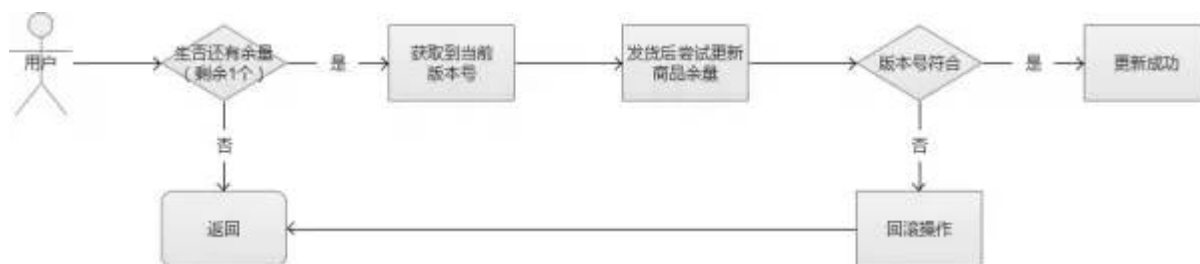 用户
是否还有余量
（剩余1个）
是
获取到当前
版本号
发货后尝试更新
商品余量
版本号符合
是
更新成功
否
否
返回
回滚操作